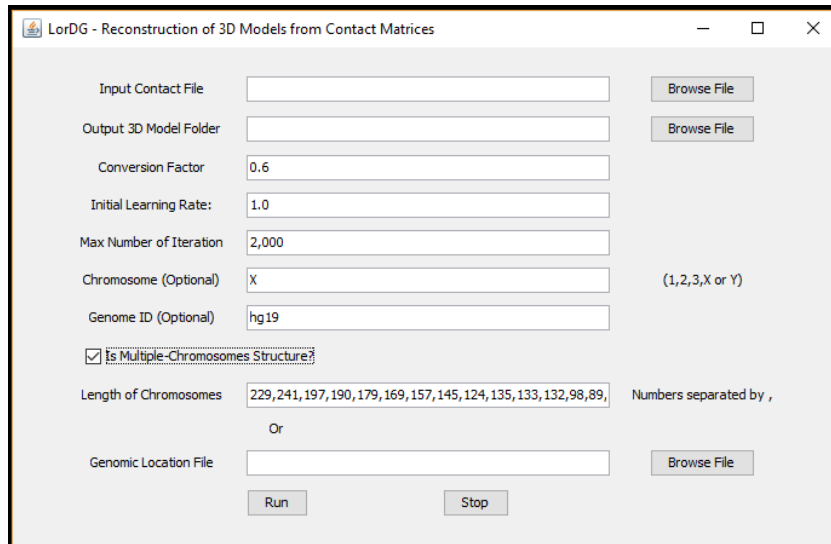 LorDG - Reconstruction of 3D Models from Contact Matrices
Input Contact File Browse File
Output 3D Model Folder Browse File
Conversion Factor 0.6
Initial Learning Rate: 1.0
Max Number of Iteration 2,000
Chromosome (Optional) X (1,2,3,X or Y)
Genome ID (Optional) hg19
Is Multiple-Chromosomes Structure?
Length of Chromosomes 229,241,197,190,179,169,157,145,124,135,133,132,98,89, Numbers separated by ,
Or
Genomic Location File Browse File
Run Stop